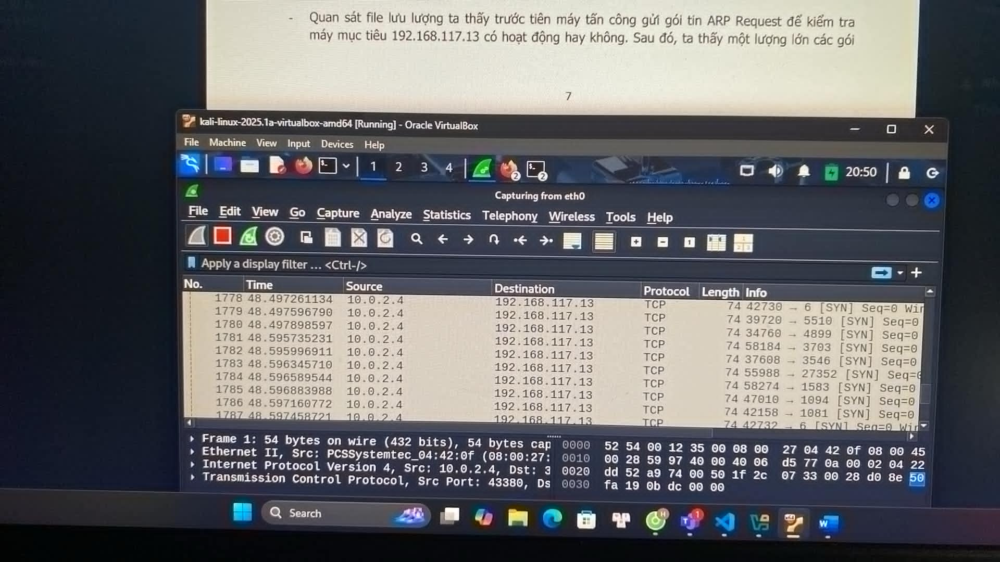 - Quan sát file lưu lượng ta thấy trước tiên máy tấn công gửi gói tin ARP Request để kiểm tra
máy mục tiêu 192.168.117.13 có hoạt động hay không. Sau đó, ta thấy một lượng lớn các gói
7
kali-linux-2025.1a-virtualbox-amd64 [Running] - Oracle VirtualBox
File Machine View Input Devices Help
1 2 3 4 2 2 20:50
Capturing from eth0
File Edit View Go Capture Analyze Statistics Telephony Wireless Tools Help
Apply a display filter ... <Ctrl-/>
No. Time Source Destination Protocol Length Info
1778 48.497261134 10.0.2.4 192.168.117.13 TCP 74 42730 → 6 [SYN] Seq=0 Wir
1779 48.497596790 10.0.2.4 192.168.117.13 TCP 74 39720 → 5510 [SYN] Seq=0
1780 48.497898597 10.0.2.4 192.168.117.13 TCP 74 34760 → 4899 [SYN] Seq=0
1781 48.595735231 10.0.2.4 192.168.117.13 TCP 74 58184 → 3703 [SYN] Seq=0
1782 48.595996911 10.0.2.4 192.168.117.13 TCP 74 37608 → 3546 [SYN] Seq=0
1783 48.596345710 10.0.2.4 192.168.117.13 TCP 74 55988 → 27352 [SYN] Seq=0
1784 48.596589544 10.0.2.4 192.168.117.13 TCP 74 58274 → 1583 [SYN] Seq=0
1785 48.596883988 10.0.2.4 192.168.117.13 TCP 74 47010 → 1094 [SYN] Seq=0
1786 48.597160772 10.0.2.4 192.168.117.13 TCP 74 42158 → 1081 [SYN] Seq=0
1787 48.597458721 10.0.2.4 192.168.117.13 TCP 74 42732 → 6 [SYN] Seq=0 Wir
Frame 1: 54 bytes on wire (432 bits), 54 bytes cap
Ethernet II, Src: PCSSystemtec_04:42:0f (08:00:27:
Internet Protocol Version 4, Src: 10.0.2.4, Dst: 3
Transmission Control Protocol, Src Port: 43380, Ds
0000 52 54 00 12 35 00 08 00 27 04 42 0f 08 00 45
0010 00 28 59 97 40 00 40 06 d5 77 0a 00 02 04 22
0020 dd 52 a9 74 00 50 1f 2c 07 33 00 28 d0 8e 50
0030 fa 19 0b dc 00 00
Search H 1 x64